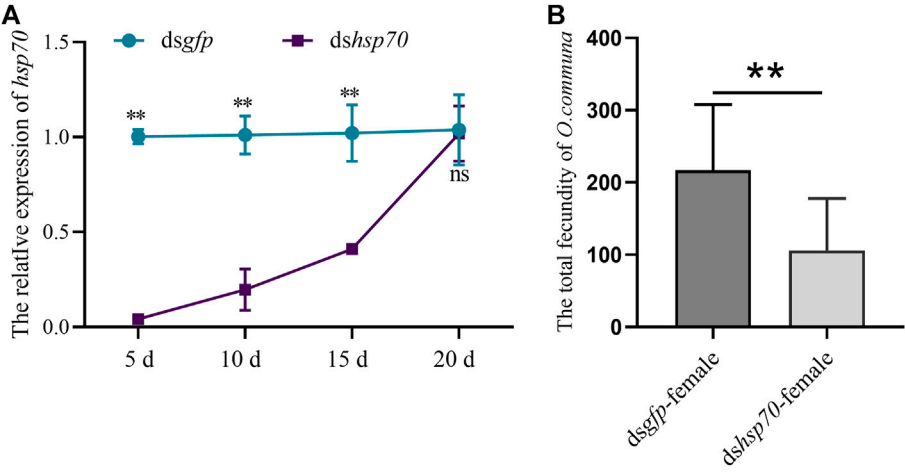 A
The relatIve expression of hsp70
1.5
1.0
0.5
0.0
dsgfp
dshsp70
**
**
**
ns
5 d
10 d
15 d
20 d
B
The total fecundity of O.communa
400
300
200
100
0
**
dsgfp-female
dshsp70-female